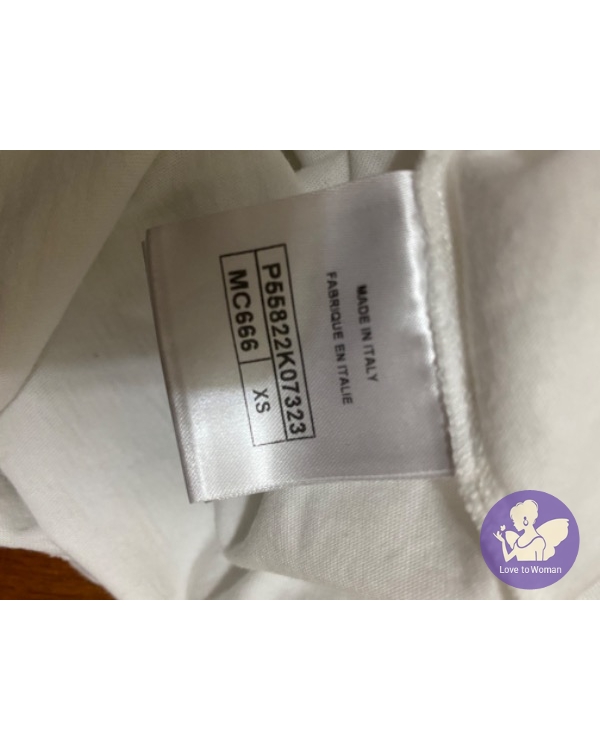 MADE IN ITALY
FABRIQUE EN ITALIE
P55822K07323
MC666 XS
Love to Woman